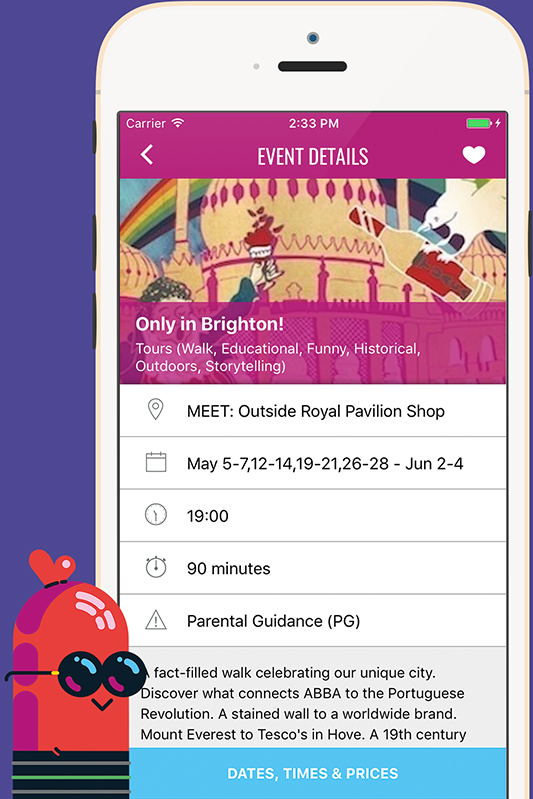 Carrier 2:33 PM
EVENT DETAILS
Only in Brighton!
Tours (Walk, Educational, Funny, Historical,
Outdoors, Storytelling)
MEET: Outside Royal Pavilion Shop
May 5-7,12-14,19-21,26-28 - Jun 2-4
19:00
90 minutes
Parental Guidance (PG)
A fact-filled walk celebrating our unique city.
Discover what connects ABBA to the Portuguese
Revolution. A stained wall to a worldwide brand.
Mount Everest to Tesco's in Hove. A 19th century
DATES, TIMES & PRICES